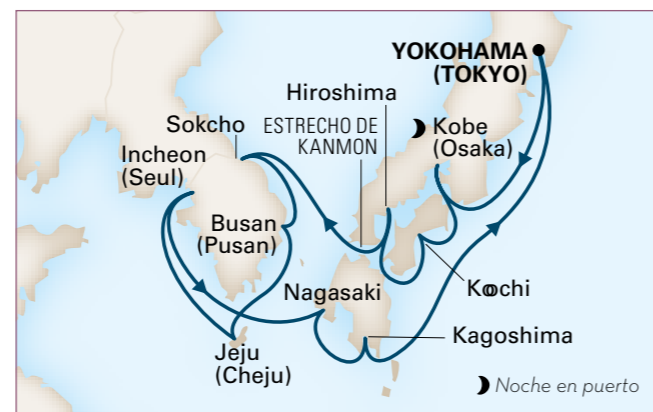 YOKOHAMA
(TOKYO)
Hiroshima
Sokcho
ESTRECHO DE
KANMON
Kobe
(Osaka)
Incheon
(Seul)
Busan
(Pusan)
Nagasaki
Koochi
Kagoshima
Jeju
(Cheju)
Noche en puerto